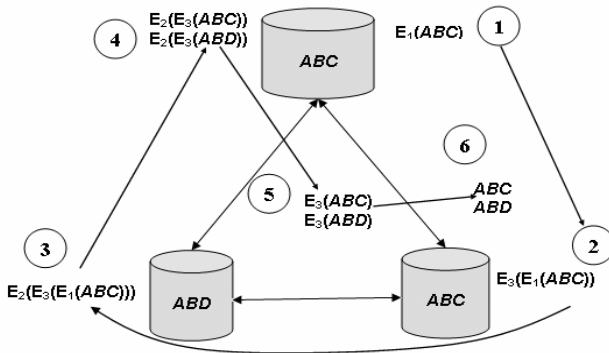 E₂(E₃(ABC))
E₂(E₃(ABD))
4
ABC
E₁(ABC)
1
6
5
E₃(ABC)
E₃(ABD)
ABC
ABD
3
E₂(E₃(E₁(ABC)))
ABD
ABC
2
E₃(E₁(ABC))